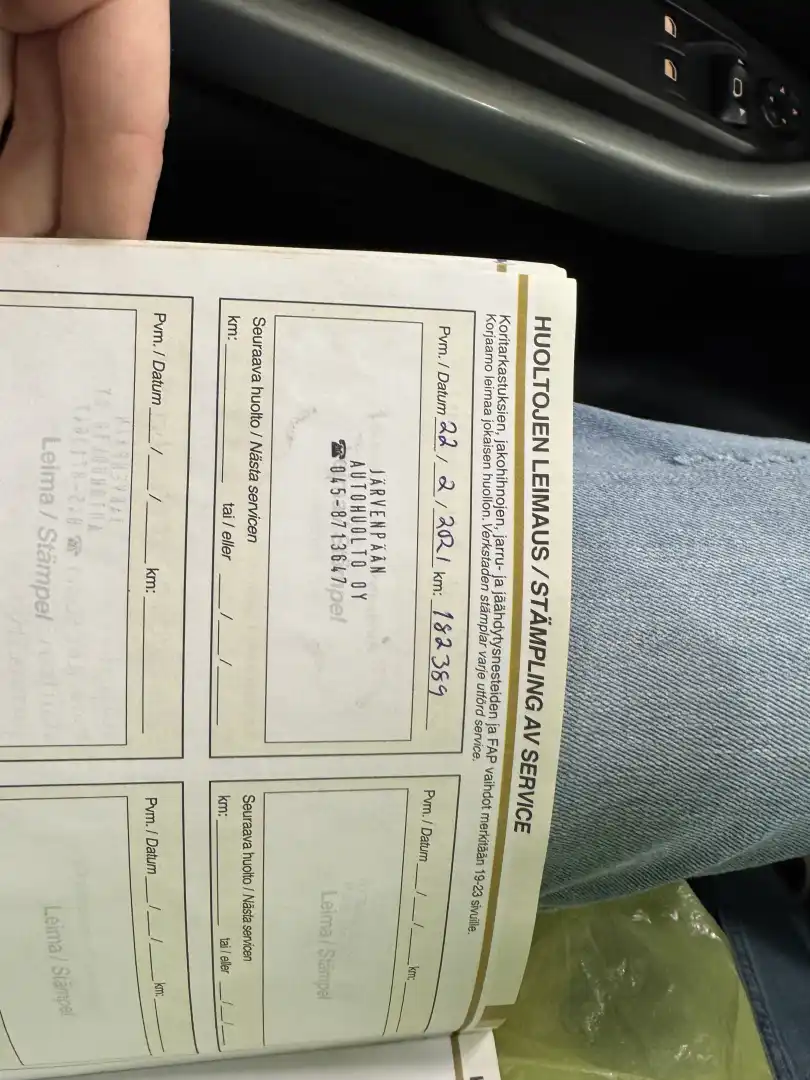 HUOLTOJEN LEIMAUS / STÄMPLING AV SERVICE
Koritarkastuksien, jakohihnojen, jarru- ja jäähdytysnesteiden ja FAP vaihdot merkitään 19-23 sivuille.
Korjaamo leimaa jokaisen huollon. Verkstaden stämplar varje utförd service.
Pvm. / Datum 22 / 2 / 2021 km: 182389
JÄRVENPÄÄN
AUTOHUOLTO OY
☎ 045-8713647
Seuraava huolto / Nästa servicen
km: tai / eller / /
Pvm. / Datum / / km:
Leima / Stämpel
Seuraava huolto / Nästa servicen
km: tai / eller / /
Pvm. / Datum / / km:
Leima / Stämpel
Pvm. / Datum / / km:
Leima / Stämpel